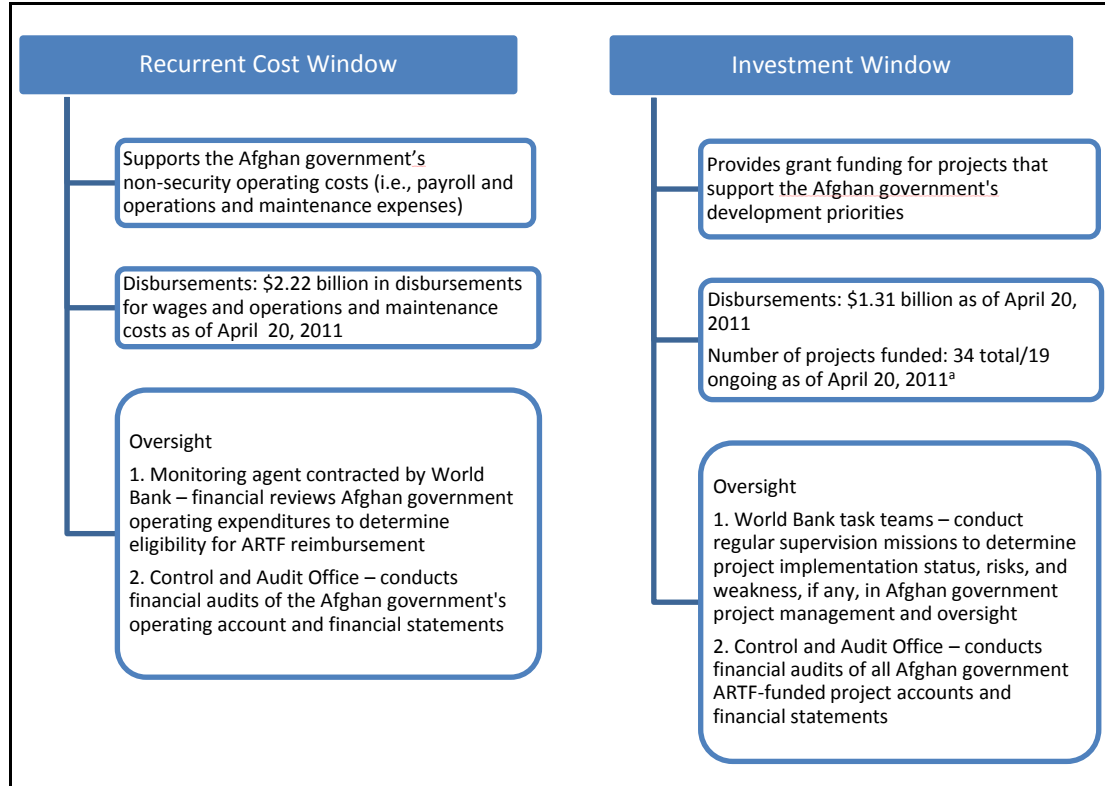 Recurrent Cost Window
Supports the Afghan government’s
non-security operating costs (i.e., payroll and
operations and maintenance expenses)
Disbursements: $2.22 billion in disbursements
for wages and operations and maintenance
costs as of April 20, 2011
Oversight
1. Monitoring agent contracted by World
Bank – financial reviews Afghan government
operating expenditures to determine
eligibility for ARTF reimbursement
2. Control and Audit Office – conducts
financial audits of the Afghan government's
operating account and financial statements
Investment Window
Provides grant funding for projects that
support the Afghan government's
development priorities
Disbursements: $1.31 billion as of April 20,
2011
Number of projects funded: 34 total/19
ongoing as of April 20, 2011ᵃ
Oversight
1. World Bank task teams – conduct
regular supervision missions to determine
project implementation status, risks, and
weakness, if any, in Afghan government
project management and oversight
2. Control and Audit Office – conducts
financial audits of all Afghan government
ARTF-funded project accounts and
financial statements